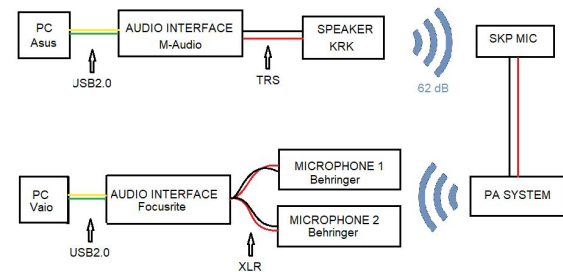 PC
Asus
AUDIO INTERFACE
M-Audio
SPEAKER
KRK
SKP MIC
USB2.0
TRS
62 dB
PC
Vaio
AUDIO INTERFACE
Focusrite
MICROPHONE 1
Behringer
MICROPHONE 2
Behringer
PA SYSTEM
USB2.0
XLR